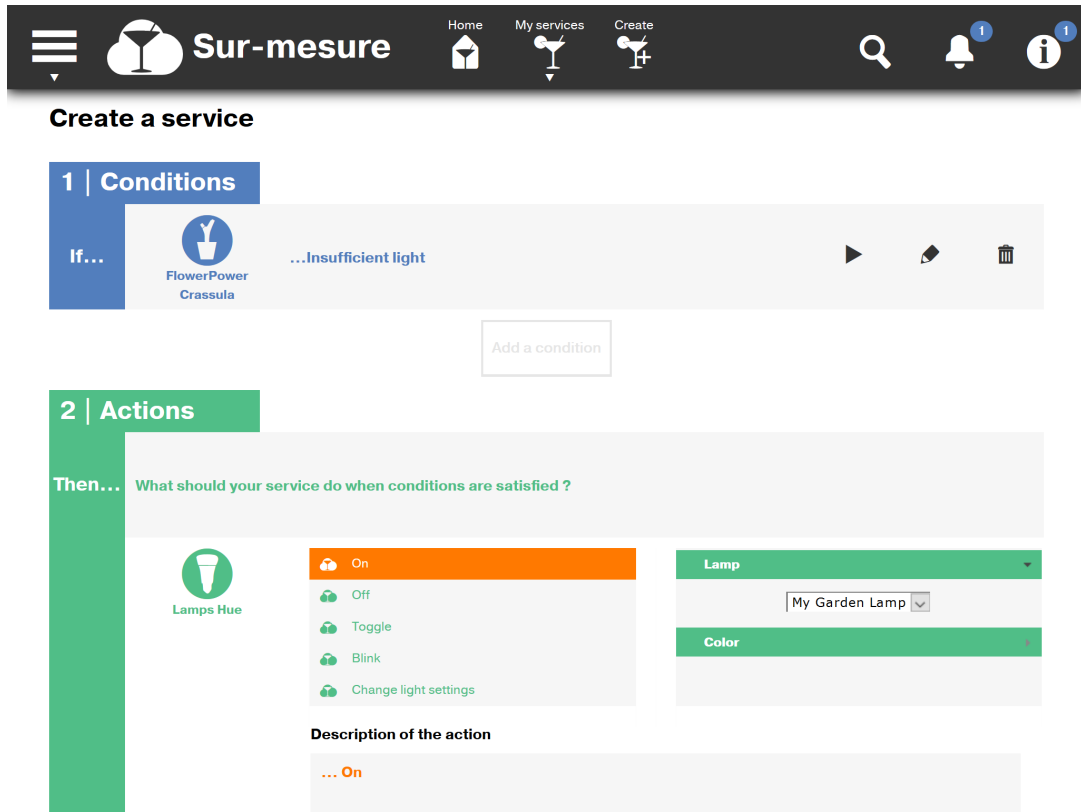 Home My services Create
Sur-mesure
1 1
Create a service
1 | Conditions
If...
...Insufficient light
FlowerPower
Crassula
Add a condition
2 | Actions
Then...
What should your service do when conditions are satisfied ?
Lamps Hue
On
Off
Toggle
Blink
Change light settings
Lamp
My Garden Lamp
Color
Description of the action
... On